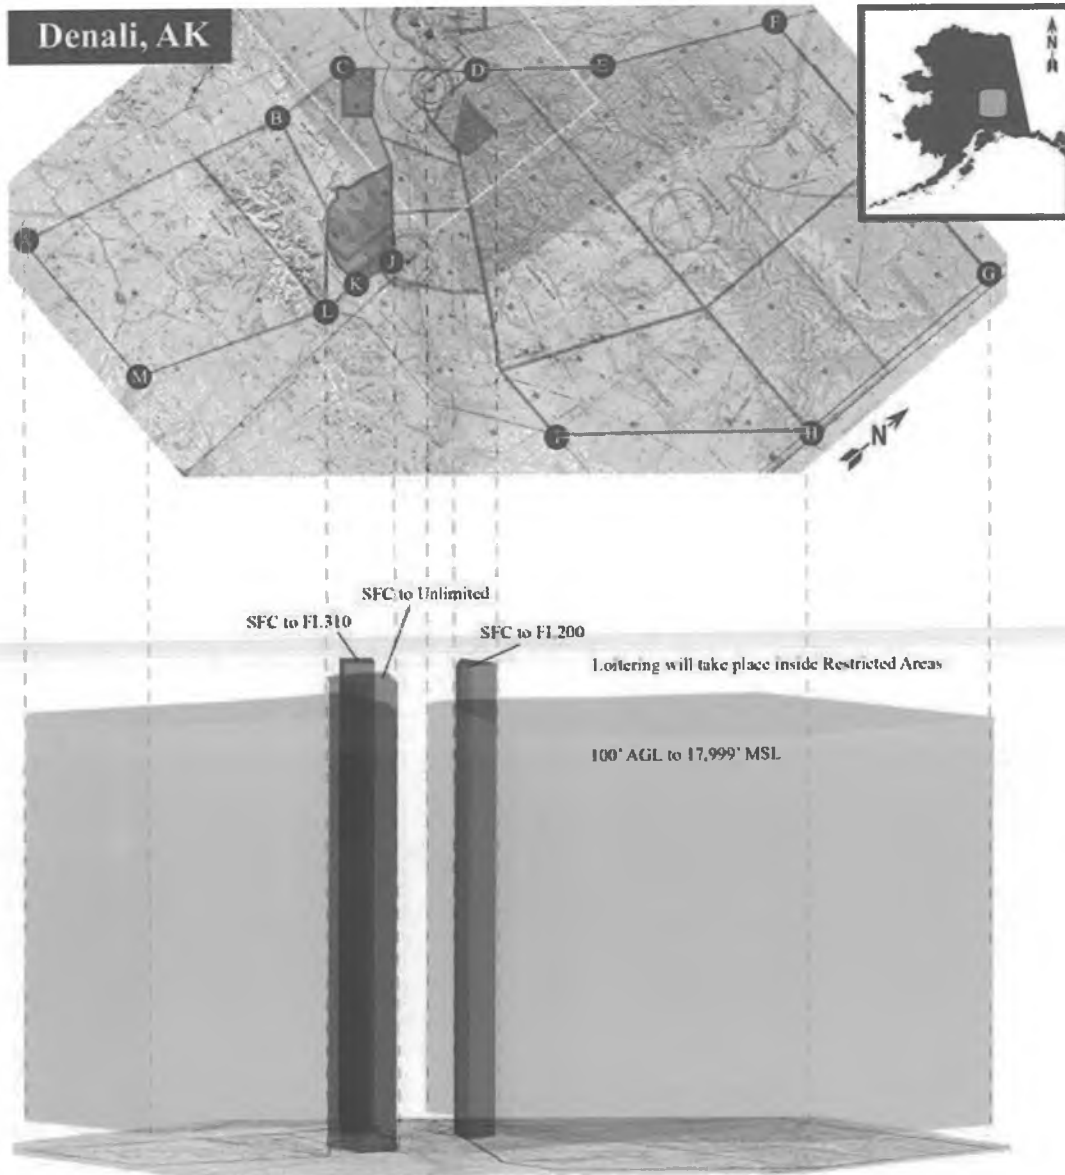 Denali, AK
F
N
C
D
E
B
A
G
J
K
L
M
I
H
N
SFC to Unlimited
SFC to FL310
SFC to FL200
Loitering will take place inside Restricted Areas
100' AGL to 17,999' MSL